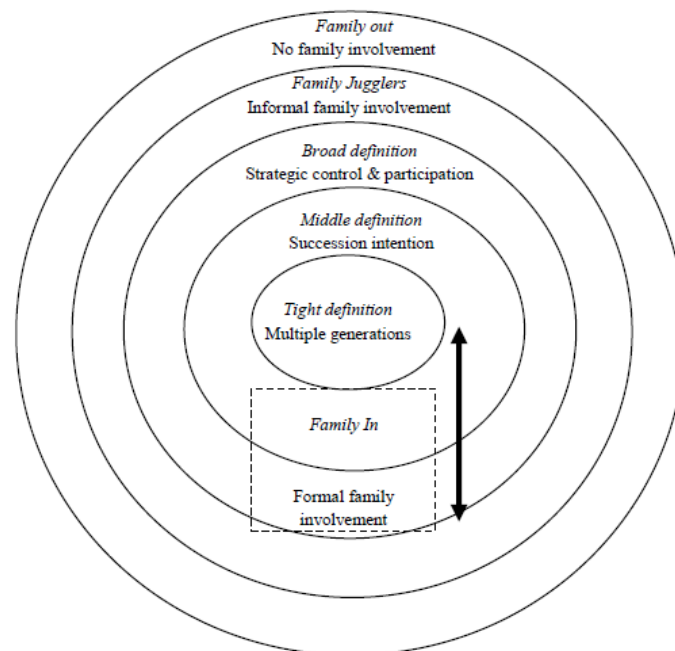 Family out
No family involvement
Family Jugglers
Informal family involvement
Broad definition
Strategic control & participation
Middle definition
Succession intention
Tight definition
Multiple generations
Family In
Formal family
involvement